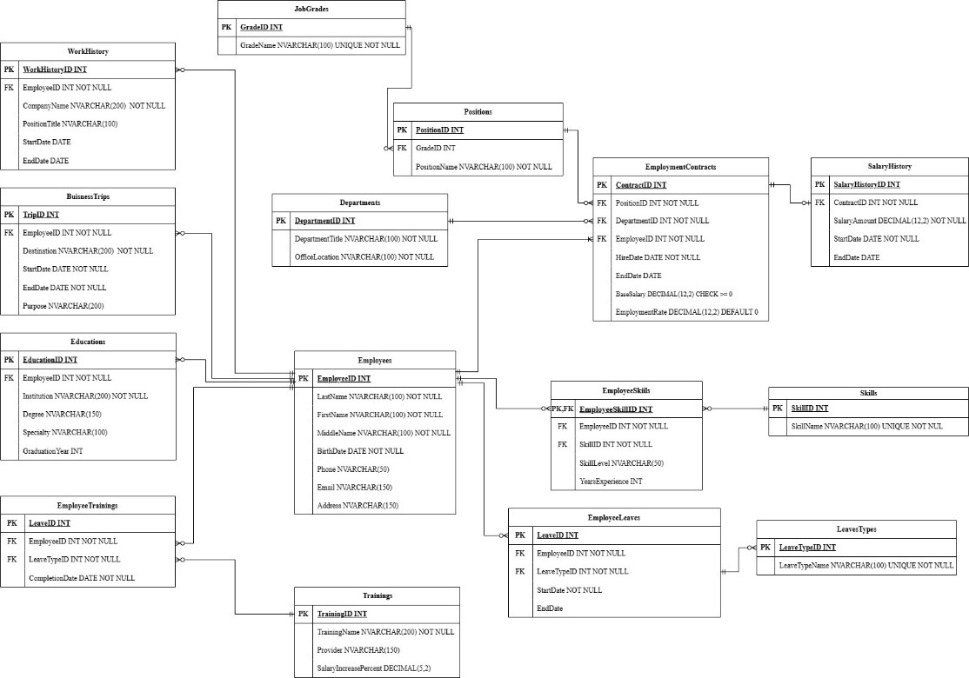 JobGrades
PK GradeID INT
GradeName NVARCHAR(100) UNIQUE NOT NULL
WorkHistory
PK WorkHistoryID INT
FK EmployeeID INT NOT NULL
CompanyName NVARCHAR(200) NOT NULL
PositionTitle NVARCHAR(100)
StartDate DATE
EndDate DATE
Positions
PK PositionID INT
FK GradeID INT
PositionName NVARCHAR(100) NOT NULL
EmploymentContracts
PK ContractID INT
FK PositionID INT NOT NULL
FK DepartmentID INT NOT NULL
FK EmployeeID INT NOT NULL
HireDate DATE NOT NULL
EndDate DATE
BaseSalary DECIMAL(12,2) CHECK >= 0
EmploymentRate DECIMAL(12,2) DEFAULT 0
SalaryHistory
PK SalaryHistoryID INT
FK ContractID INT NOT NULL
SalaryAmount DECIMAL(12,2) NOT NULL
StartDate DATE NOT NULL
EndDate DATE
BuisnessTrips
PK TripID INT
FK EmployeeID INT NOT NULL
Destination NVARCHAR(200) NOT NULL
StartDate DATE NOT NULL
EndDate DATE NOT NULL
Purpose NVARCHAR(200)
Departments
PK DepartmentID INT
DepartmentTitle NVARCHAR(100) NOT NULL
OfficeLocation NVARCHAR(100) NOT NULL
Educations
PK EducationID INT
FK EmployeeID INT NOT NULL
Institution NVARCHAR(200) NOT NULL
Degree NVARCHAR(150)
Specialty NVARCHAR(100)
GraduationYear INT
Employees
PK EmployeeID INT
LastName NVARCHAR(100) NOT NULL
FirstName NVARCHAR(100) NOT NULL
MiddleName NVARCHAR(100) NOT NULL
BirthDate DATE NOT NULL
Phone NVARCHAR(50)
Email NVARCHAR(150)
Address NVARCHAR(150)
EmployeeSkills
PK,FK EmployeeSkillID INT
FK EmployeeID INT NOT NULL
FK SkillID INT NOT NULL
SkillLevel NVARCHAR(50)
YearsExperience INT
Skills
PK SkillID INT
SkillName NVARCHAR(100) UNIQUE NOT NUL
EmployeeTrainings
PK LeaveID INT
FK EmployeeID INT NOT NULL
FK LeaveTypeID INT NOT NULL
CompletionDate DATE NOT NULL
EmployeeLeaves
PK LeaveID INT
FK EmployeeID INT NOT NULL
FK LeaveTypeID INT NOT NULL
StartDate NOT NULL
EndDate
LeavesTypes
PK LeaveTypeID INT
LeaveTypeName NVARCHAR(100) UNIQUE NOT NULL
Trainings
PK TrainingID INT
TrainingName NVARCHAR(200) NOT NULL
Provider NVARCHAR(150)
SalaryIncreasePercent DECIMAL(5,2)